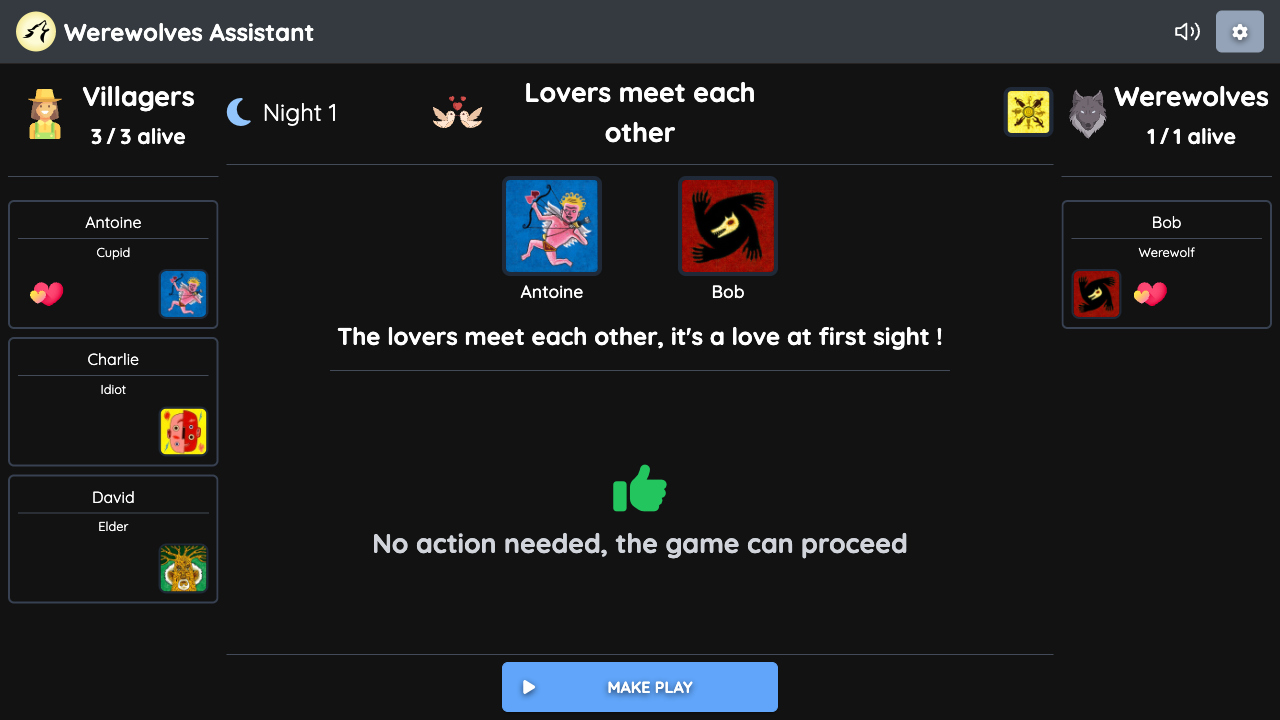 Werewolves Assistant
Villagers
3 / 3 alive
Night 1
Lovers meet each
other
Werewolves
1 / 1 alive
Antoine
Cupid
Charlie
Idiot
David
Elder
Antoine
Bob
The lovers meet each other, it's a love at first sight !
No action needed, the game can proceed
MAKE PLAY
Bob
Werewolf